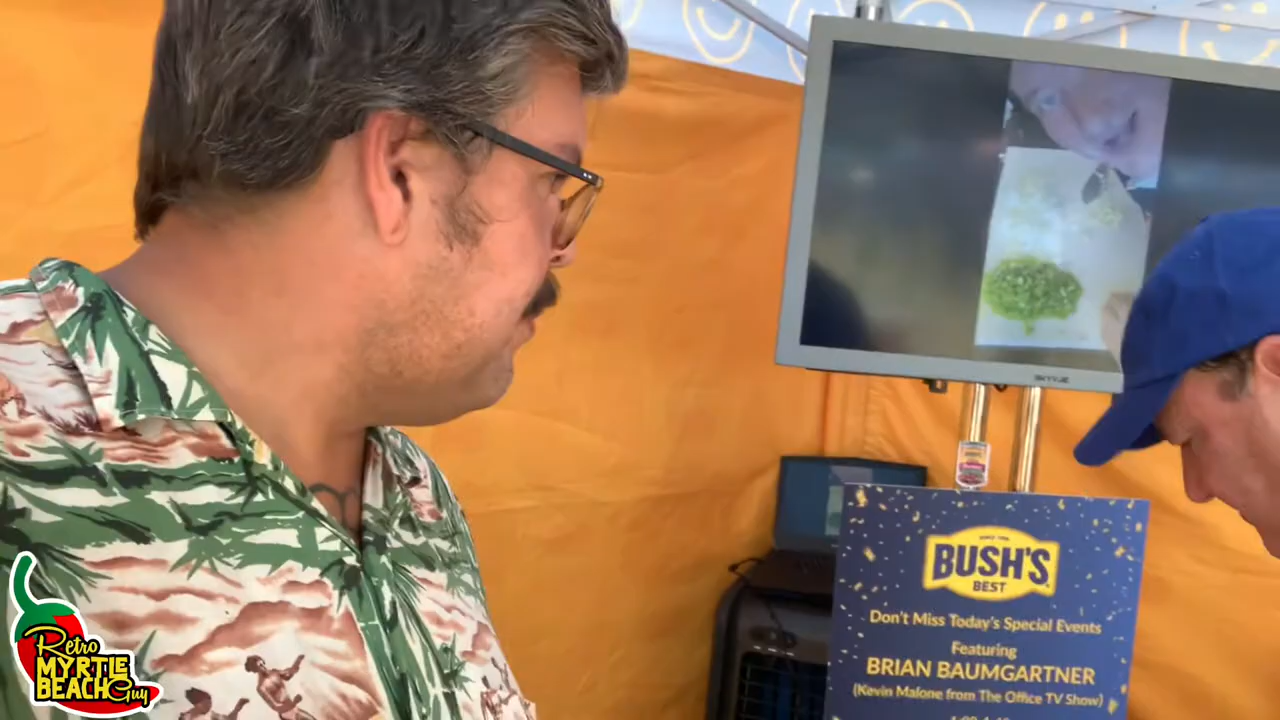 BUSH'S
BEST
Don't Miss Today's Special Events
Featuring
BRIAN BAUMGARTNER
(Kevin Malone from The Office TV Show)
Retro
MYRTLE
BEACH Guy